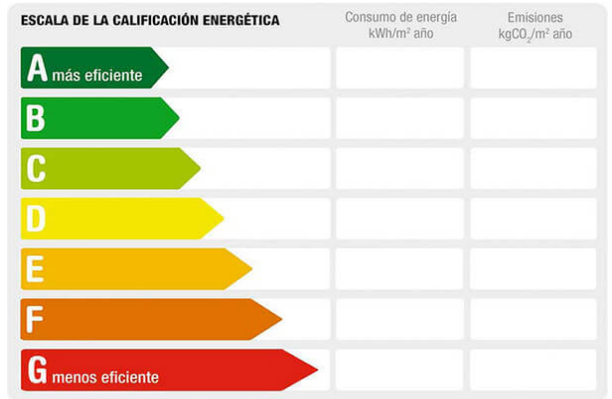 ESCALA DE LA CALIFICACIÓN ENERGÉTICA
Consumo de energía
kWh/m² año
Emisiones
kgCO₂/m² año
A más eficiente
B
C
D
E
F
G menos eficiente